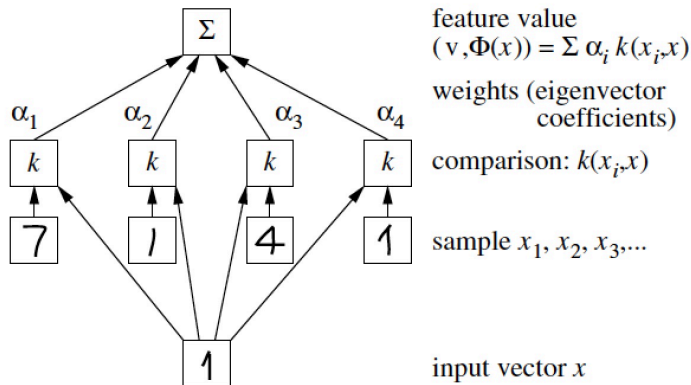 Σ
feature value
(v,Φ(x)) = Σ α_i k(x_i,x)
weights (eigenvector
coefficients)
α_1 α_2 α_3 α_4
k k k k
comparison: k(x_i,x)
7 1 4 1
sample x_1, x_2, x_3,...
1
input vector x